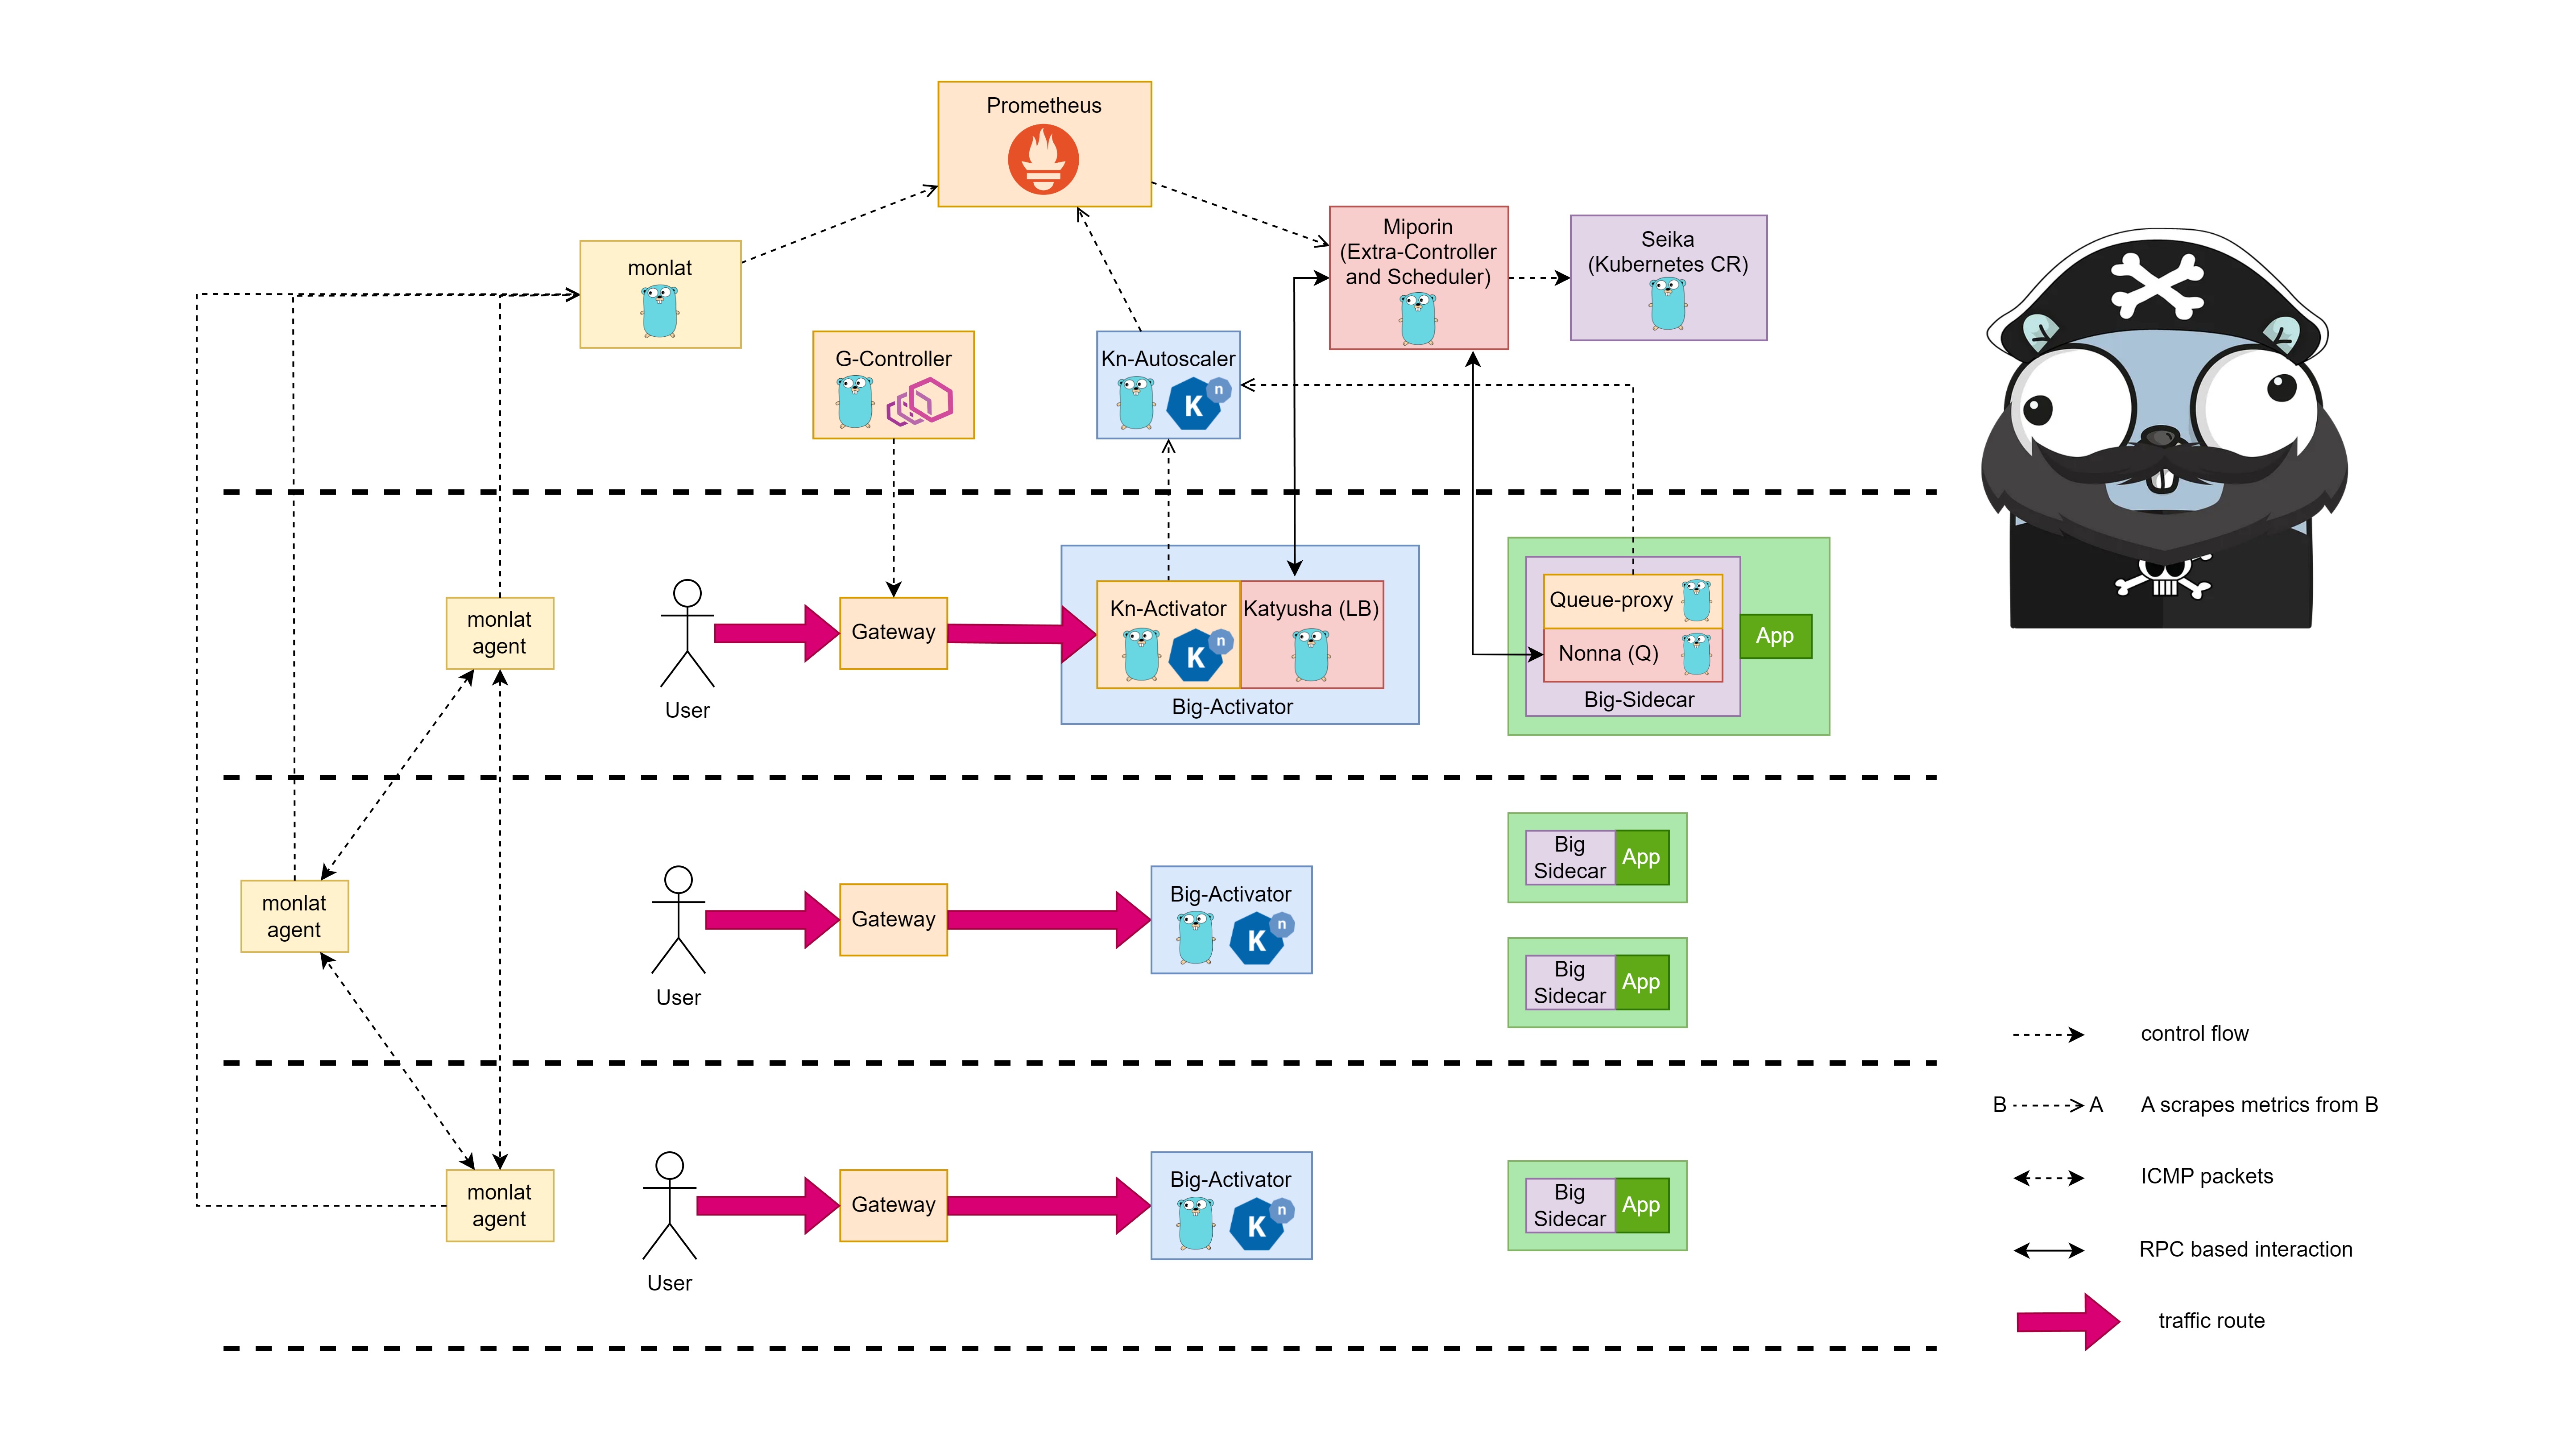 Prometheus
Miporin
(Extra-Controller
and Scheduler)
Seika
(Kubernetes CR)
monlat
G-Controller
Kn-Autoscaler
K
n
monlat
agent
User
Gateway
Kn-Activator
K
n
Katyusha (LB)
Big-Activator
Queue-proxy
Nonna (Q)
Big-Sidecar
App
monlat
agent
User
Gateway
Big-Activator
K
n
Big
Sidecar
App
Big
Sidecar
App
monlat
agent
User
Gateway
Big-Activator
K
n
Big
Sidecar
App
control flow
B
A
A scrapes metrics from B
ICMP packets
RPC based interaction
traffic route